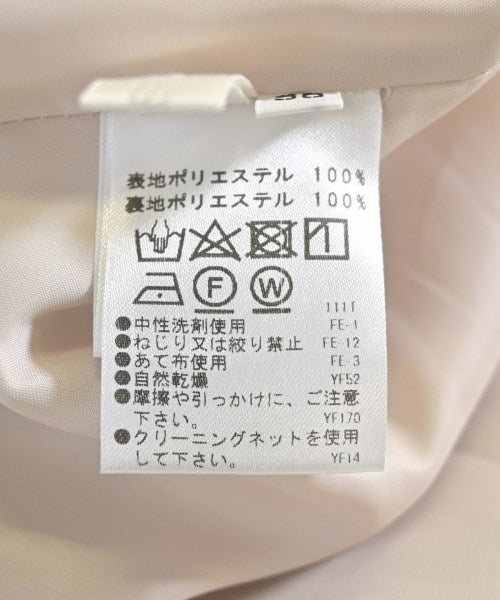 表地ポリエステル 100%
裏地ポリエステル 100%
F W
111T
●中性洗剤使用 FE-1
●ねじり又は絞り禁止 FE-12
●あて布使用 FE-3
●自然乾燥 YF52
●摩擦や引っかけに、ご注意
下さい。 YF170
●クリーニングネットを使用
して下さい。 YF14